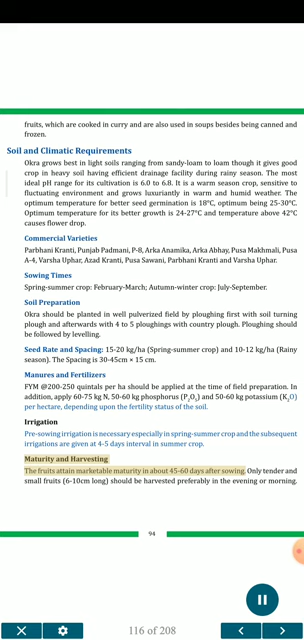 fruits, which are cooked in curry and are also used in soups besides being canned and
frozen.
Soil and Climatic Requirements
Okra grows best in light soils ranging from sandy-loam to loam though it gives good
crop in heavy soil having efficient drainage facility during rainy season. The most
ideal pH range for its cultivation is 6.0 to 6.8. It is a warm season crop, sensitive to
fluctuating environment and grows luxuriantly in warm and humid weather. The
optimum temperature for better seed germination is 18°C, optimum being 25-30°C.
Optimum temperature for its better growth is 24-27°C and temperature above 42°C
causes flower drop.
Commercial Varieties
Parbhani Kranti, Punjab Padmani, P-8, Arka Anamika, Arka Abhay, Pusa Makhmali, Pusa
A-4, Varsha Uphar, Azad Kranti, Pusa Sawani, Parbhani Kranti and Varsha Uphar.
Sowing Times
Spring-summer crop: February-March; Autumn-winter crop: July-September.
Soil Preparation
Okra should be planted in well pulverized field by ploughing first with soil turning
plough and afterwards with 4 to 5 ploughings with country plough. Ploughing should
be followed by levelling.
Seed Rate and Spacing: 15-20 kg/ha (Spring-summer crop) and 10-12 kg/ha (Rainy
season). The Spacing is 30-45cm × 15 cm.
Manures and Fertilizers
FYM @200-250 quintals per ha should be applied at the time of field preparation. In
addition, apply 60-75 kg N, 50-60 kg phosphorus (P₂O₅) and 50-60 kg potassium (K₂O)
per hectare, depending upon the fertility status of the soil.
Irrigation
Pre-sowing irrigation is necessary especially in spring-summer crop and the subsequent
irrigations are given at 4-5 days interval in summer crop.
Maturity and Harvesting
The fruits attain marketable maturity in about 45-60 days after sowing. Only tender and
small fruits (6-10cm long) should be harvested preferably in the evening or morning.
94
116 of 208